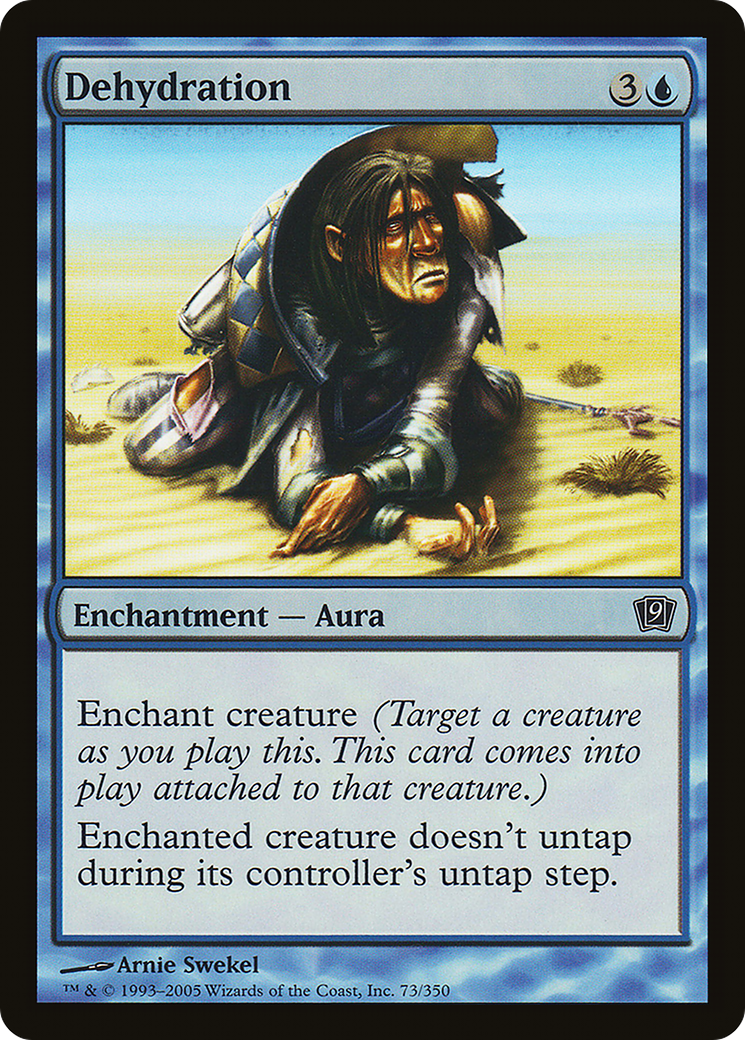 Dehydration 3
9
Enchantment — Aura
Enchant creature (Target a creature
as you play this. This card comes into
play attached to that creature.)
Enchanted creature doesn't untap
during its controller's untap step.
Arnie Swekel
™ & © 1993–2005 Wizards of the Coast, Inc. 73/350